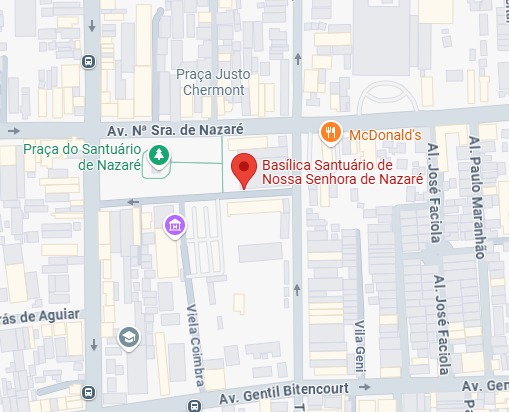 Praça Justo
Chermont
Av. Nª Sra. de Nazaré
McDonald's
Praça do Santuário
de Nazaré
Basílica Santuário de
Nossa Senhora de Nazaré
Al. José Faciola
Al. Paulo Maranhão
Al. José Faciola
rás de Aguiar
Viela Coimbra
Vila Geni
Av. Gentil Bitencourt
Av. Gen